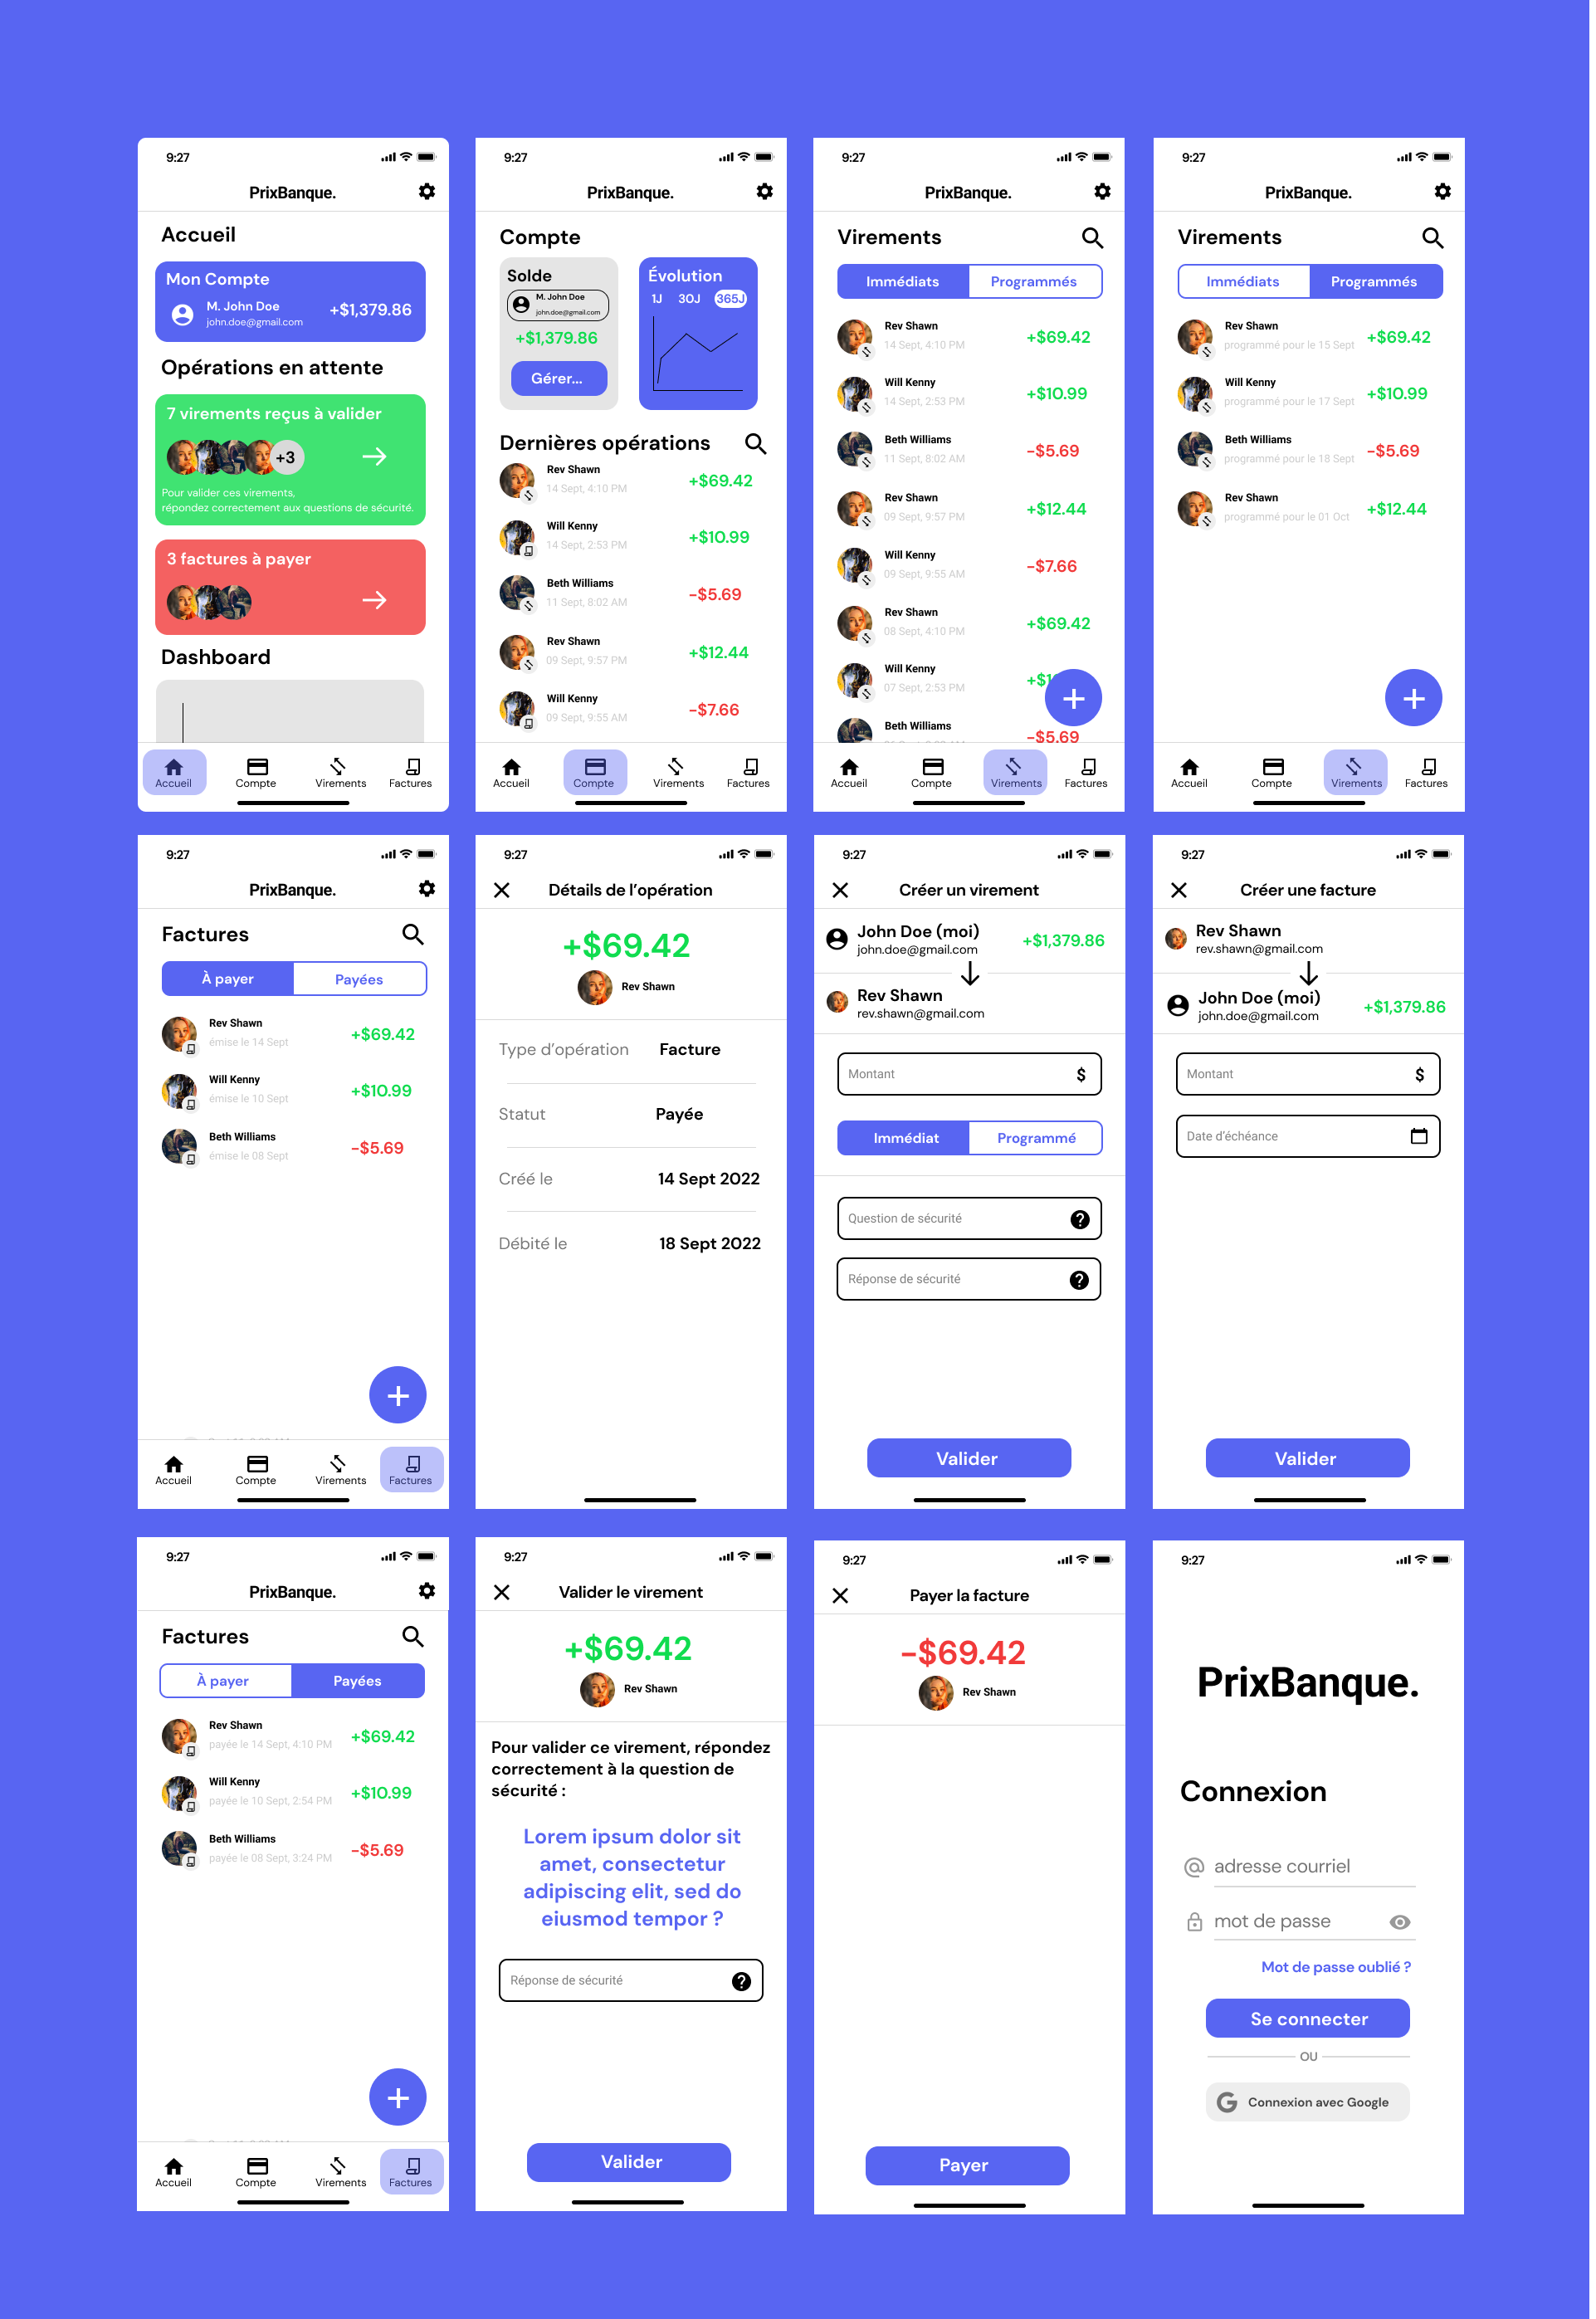 9:27
PrixBanque.
Accueil
Mon Compte
M. John Doe
john.doe@gmail.com
+$1,379.86
Opérations en attente
7 virements reçus à valider
+3
Pour valider ces virements,
répondez correctement aux questions de sécurité.
3 factures à payer
Dashboard
Accueil Compte Virements Factures
9:27
PrixBanque.
Compte
Solde
M. John Doe
john.doe@gmail.com
+$1,379.86
Gérer...
Évolution
1J 30J 365J
Dernières opérations
Rev Shawn
14 Sept, 4:10 PM
+$69.42
Will Kenny
14 Sept, 2:53 PM
+$10.99
Beth Williams
11 Sept, 8:02 AM
-$5.69
Rev Shawn
09 Sept, 9:57 PM
+$12.44
Will Kenny
09 Sept, 9:55 AM
-$7.66
Accueil Compte Virements Factures
9:27
PrixBanque.
Virements
Immédiats Programmés
Rev Shawn
14 Sept, 4:10 PM
+$69.42
Will Kenny
14 Sept, 2:53 PM
+$10.99
Beth Williams
11 Sept, 8:02 AM
-$5.69
Rev Shawn
09 Sept, 9:57 PM
+$12.44
Will Kenny
09 Sept, 9:55 AM
-$7.66
Rev Shawn
08 Sept, 4:10 PM
+$69.42
Will Kenny
07 Sept, 2:53 PM
Beth Williams
-$5.69
Accueil Compte Virements Factures
9:27
PrixBanque.
Virements
Immédiats Programmés
Rev Shawn
programmé pour le 15 Sept
+$69.42
Will Kenny
programmé pour le 17 Sept
+$10.99
Beth Williams
programmé pour le 18 Sept
-$5.69
Rev Shawn
programmé pour le 01 Oct
+$12.44
Accueil Compte Virements Factures
9:27
PrixBanque.
Factures
À payer Payées
Rev Shawn
émise le 14 Sept
+$69.42
Will Kenny
émise le 10 Sept
+$10.99
Beth Williams
émise le 08 Sept
-$5.69
Accueil Compte Virements Factures
9:27
Détails de l'opération
+$69.42
Rev Shawn
Type d'opération Facture
Statut Payée
Créé le 14 Sept 2022
Débité le 18 Sept 2022
9:27
Créer un virement
John Doe (moi)
john.doe@gmail.com
+$1,379.86
Rev Shawn
rev.shawn@gmail.com
Montant $
Immédiat Programmé
Question de sécurité ?
Réponse de sécurité ?
Valider
9:27
Créer une facture
Rev Shawn
rev.shawn@gmail.com
John Doe (moi)
john.doe@gmail.com
+$1,379.86
Montant $
Date d'échéance
Valider
9:27
PrixBanque.
Factures
À payer Payées
Rev Shawn
payée le 14 Sept, 4:10 PM
+$69.42
Will Kenny
payée le 10 Sept, 2:54 PM
+$10.99
Beth Williams
payée le 08 Sept, 3:24 PM
-$5.69
Accueil Compte Virements Factures
9:27
Valider le virement
+$69.42
Rev Shawn
Pour valider ce virement, répondez
correctement à la question de
sécurité :
Lorem ipsum dolor sit
amet, consectetur
adipiscing elit, sed do
eiusmod tempor ?
Réponse de sécurité ?
Valider
9:27
Payer la facture
-$69.42
Rev Shawn
Payer
9:27
PrixBanque.
Connexion
@ adresse courriel
mot de passe
Mot de passe oublié ?
Se connecter
OU
G Connexion avec Google